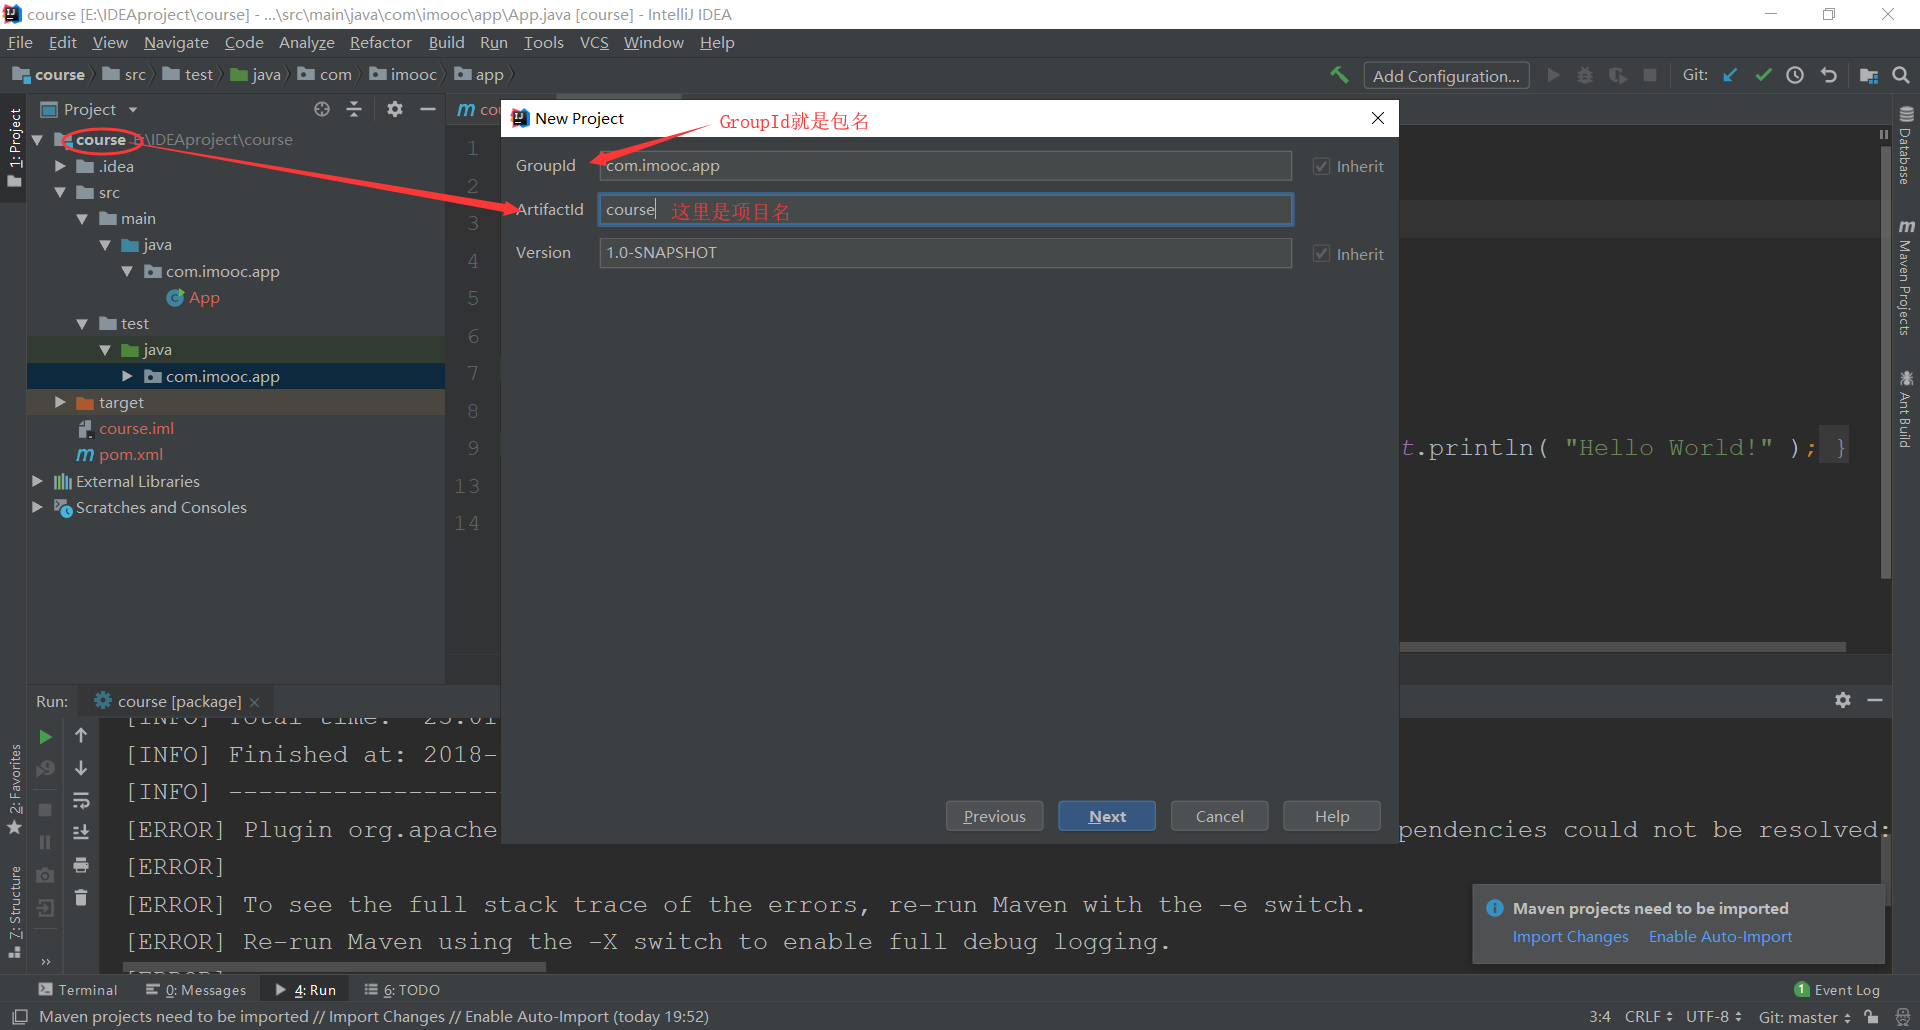 course [E:\IDEAproject\course] - ...\src\main\java\com\imooc\app\App.java [course] - IntelliJ IDEA
File Edit View Navigate Code Analyze Refactor Build Run Tools VCS Window Help
course src test java com imooc app
Add Configuration...
Git:
1: Project
Project
course E:\IDEAproject\course
.idea
src
main
java
com.imooc.app
App
test
java
com.imooc.app
target
course.iml
m pom.xml
External Libraries
Scratches and Consoles
m cou
1
2
3
4
5
6
7
8
9
13
14
New Project
GroupId就是包名
GroupId com.imooc.app Inherit
ArtifactId course 这里是项目名
Version 1.0-SNAPSHOT Inherit
Previous Next Cancel Help
t.println( "Hello World!" ); }
Database
m Maven Projects
Ant Build
Run: course [package]
[INFO] Total time: 23.01
[INFO] Finished at: 2018-
[INFO] ------------------
[ERROR] Plugin org.apache pendencies could not be resolved:
[ERROR]
[ERROR] To see the full stack trace of the errors, re-run Maven with the -e switch.
[ERROR] Re-run Maven using the -X switch to enable full debug logging.
[ERROR]
2: Favorites
7: Structure
Maven projects need to be imported
Import Changes Enable Auto-Import
Terminal 0: Messages 4: Run 6: TODO
1 Event Log
Maven projects need to be imported // Import Changes // Enable Auto-Import (today 19:52)
3:4 CRLF UTF-8 Git: master